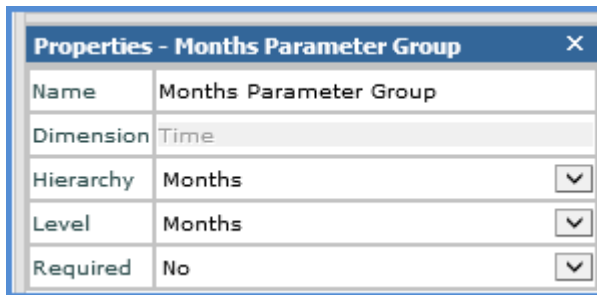 Properties - Months Parameter Group
Name Months Parameter Group
Dimension Time
Hierarchy Months
Level Months
Required No